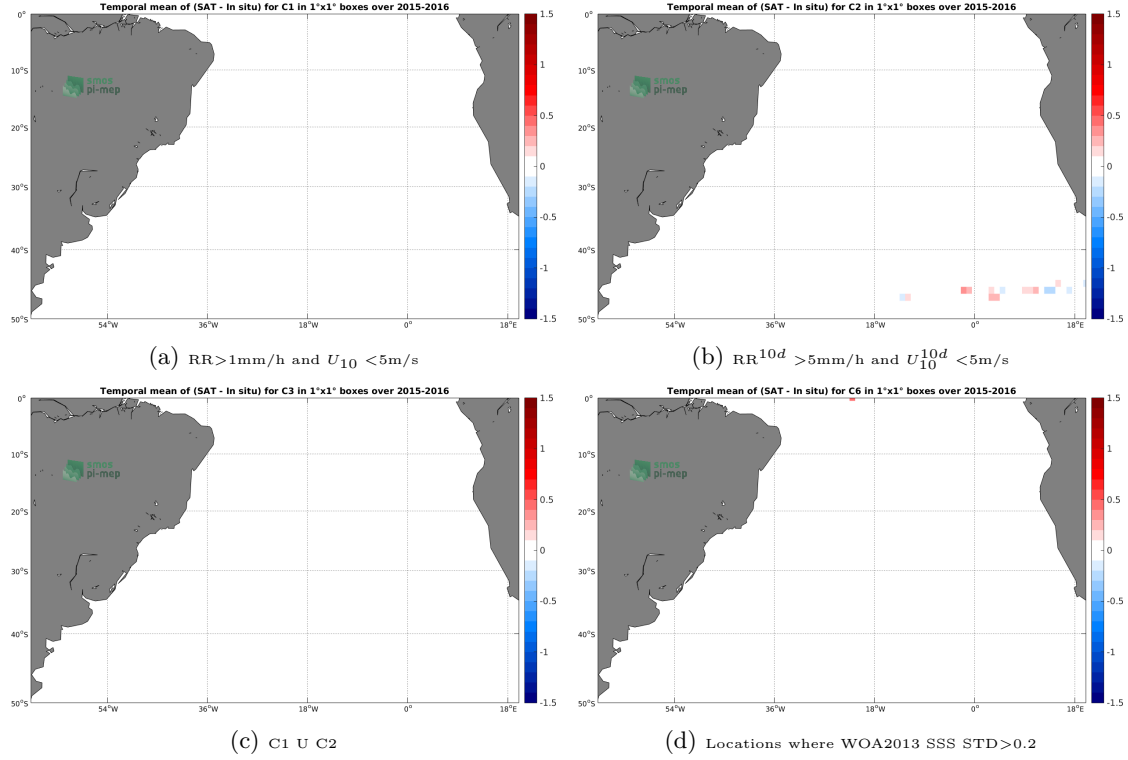 Temporal mean of (SAT - In situ) for C1 in 1°x1° boxes over 2015-2016
0°
10°S
20°S
30°S
40°S
50°S
54°W
36°W
18°W
0°
18°E
1.5
1
0.5
0
-0.5
-1
-1.5
smos
pi-mep
(a) RR>1mm/h and U10 <5m/s
Temporal mean of (SAT - In situ) for C2 in 1°x1° boxes over 2015-2016
0°
10°S
20°S
30°S
40°S
50°S
54°W
36°W
18°W
0°
18°E
1.5
1
0.5
0
-0.5
-1
-1.5
smos
pi-mep
(b) RR^10d >5mm/h and U10^10d <5m/s
Temporal mean of (SAT - In situ) for C3 in 1°x1° boxes over 2015-2016
0°
10°S
20°S
30°S
40°S
50°S
54°W
36°W
18°W
0°
18°E
1.5
1
0.5
0
-0.5
-1
-1.5
smos
pi-mep
(c) C1 U C2
Temporal mean of (SAT - In situ) for C6 in 1°x1° boxes over 2015-2016
0°
10°S
20°S
30°S
40°S
50°S
54°W
36°W
18°W
0°
18°E
1.5
1
0.5
0
-0.5
-1
-1.5
smos
pi-mep
(d) Locations where WOA2013 SSS STD>0.2